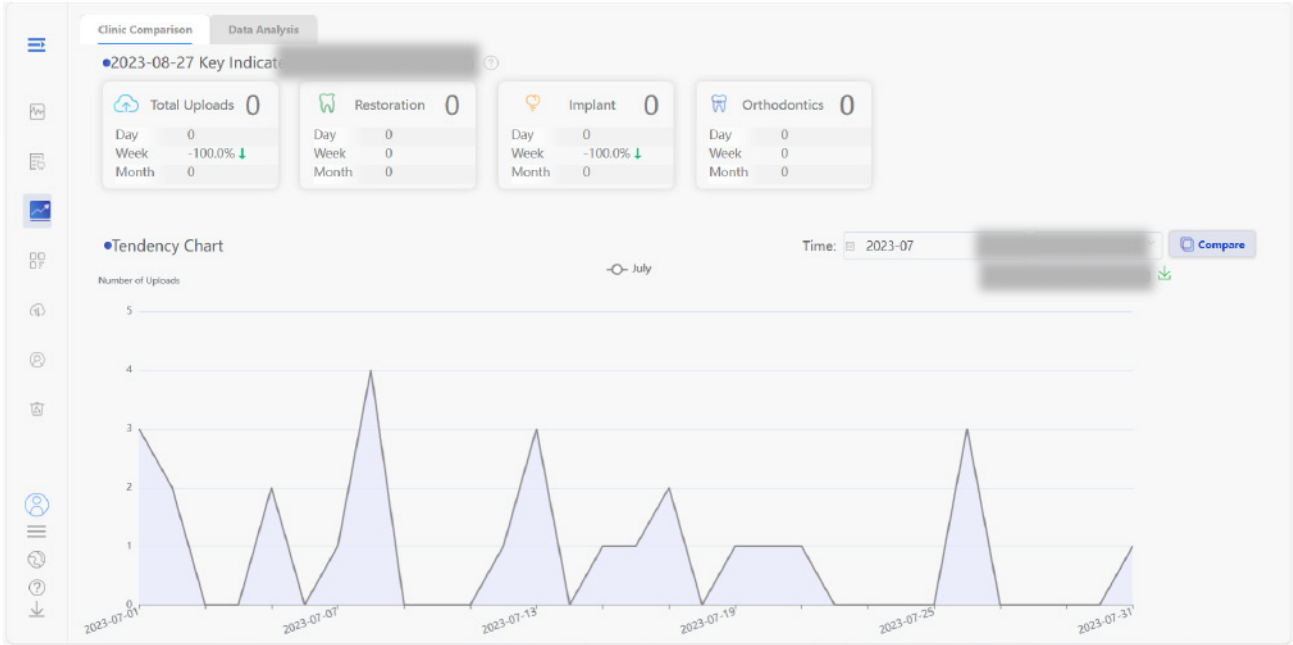 Clinic Comparison Data Analysis
2023-08-27 Key Indicat
Total Uploads 0
Day 0
Week -100.0%
Month 0
Restoration 0
Day 0
Week 0
Month 0
Implant 0
Day 0
Week -100.0%
Month 0
Orthodontics 0
Day 0
Week 0
Month 0
Tendency Chart
Time: 2023-07
Compare
July
Number of Uploads
5
4
3
2
1
0
2023-07-01 2023-07-07 2023-07-13 2023-07-19 2023-07-25 2023-07-31